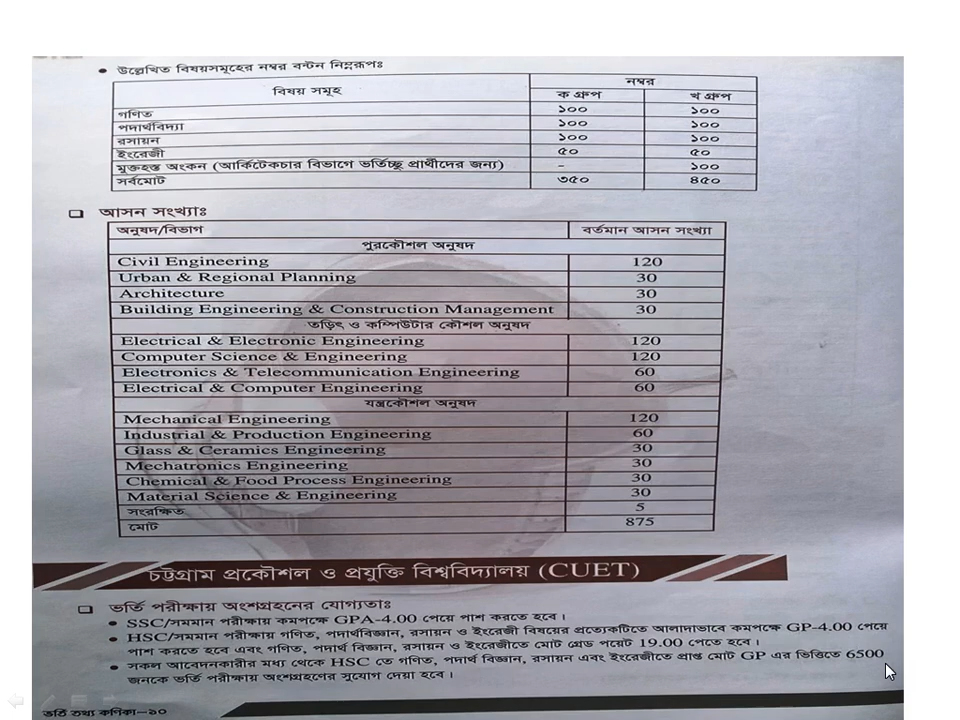 • উল্লেখিত বিষয়সমূহের নম্বর বন্টন নিম্নরূপঃ
বিষয় সমূহ নম্বর
ক গ্রুপ খ গ্রুপ
গণিত ১০০ ১০০
পদার্থবিদ্যা ১০০ ১০০
রসায়ন ১০০ ১০০
ইংরেজী ৫০ ৫০
মুক্তহস্ত অংকন (আর্কিটেকচার বিভাগে ভর্তিচ্ছু প্রার্থীদের জন্য) - ১০০
সর্বমোট ৩৫০ ৪৫০
❑ আসন সংখ্যাঃ
অনুষদ/বিভাগ বর্তমান আসন সংখ্যা
পুরকৌশল অনুষদ
Civil Engineering 120
Urban & Regional Planning 30
Architecture 30
Building Engineering & Construction Management 30
তড়িৎ ও কম্পিউটার কৌশল অনুষদ
Electrical & Electronic Engineering 120
Computer Science & Engineering 120
Electronics & Telecommunication Engineering 60
Electrical & Computer Engineering 60
যন্ত্রকৌশল অনুষদ
Mechanical Engineering 120
Industrial & Production Engineering 60
Glass & Ceramics Engineering 30
Mechatronics Engineering 30
Chemical & Food Process Engineering 30
Material Science & Engineering 30
সংরক্ষিত 5
মোট 875
চট্টগ্রাম প্রকৌশল ও প্রযুক্তি বিশ্ববিদ্যালয় (CUET)
❑ ভর্তি পরীক্ষায় অংশগ্রহনের যোগ্যতাঃ
• SSC/সমমান পরীক্ষায় কমপক্ষে GPA-4.00 পেয়ে পাশ করতে হবে।
• HSC/সমমান পরীক্ষায় গণিত, পদার্থবিজ্ঞান, রসায়ন ও ইংরেজী বিষয়ের প্রত্যেকটিতে আলাদাভাবে কমপক্ষে GP-4.00 পেয়ে
পাশ করতে হবে এবং গণিত, পদার্থ বিজ্ঞান, রসায়ন ও ইংরেজীতে মোট গ্রেড পয়েন্ট 19.00 পেতে হবে।
• সকল আবেদনকারীর মধ্য থেকে HSC তে গণিত, পদার্থ বিজ্ঞান, রসায়ন এবং ইংরেজীতে প্রাপ্ত মোট GP এর ভিত্তিতে 6500
জনকে ভর্তি পরীক্ষায় অংশগ্রহণের সুযোগ দেয়া হবে।
ভর্তি তথ্য কণিকা-১০